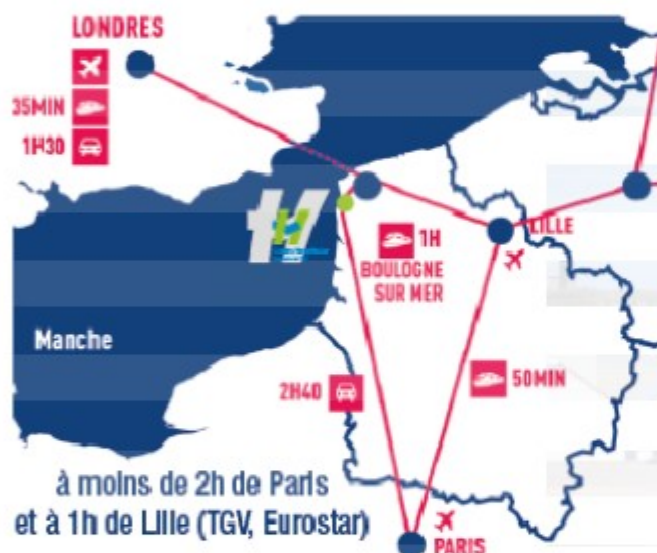 LONDRES
35MIN
1H30
LILLE
1H
BOULOGNE
SUR MER
Manche
2H40
50MIN
à moins de 2h de Paris
et à 1h de Lille (TGV, Eurostar)
PARIS